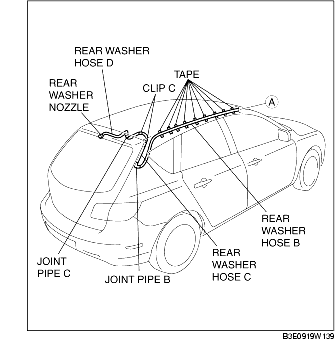 REAR WASHER
HOSE D
TAPE
CLIP C
REAR
WASHER
NOZZLE
A
REAR
WASHER
HOSE B
REAR
WASHER
HOSE C
JOINT
PIPE C
JOINT PIPE B
B3E0919W139